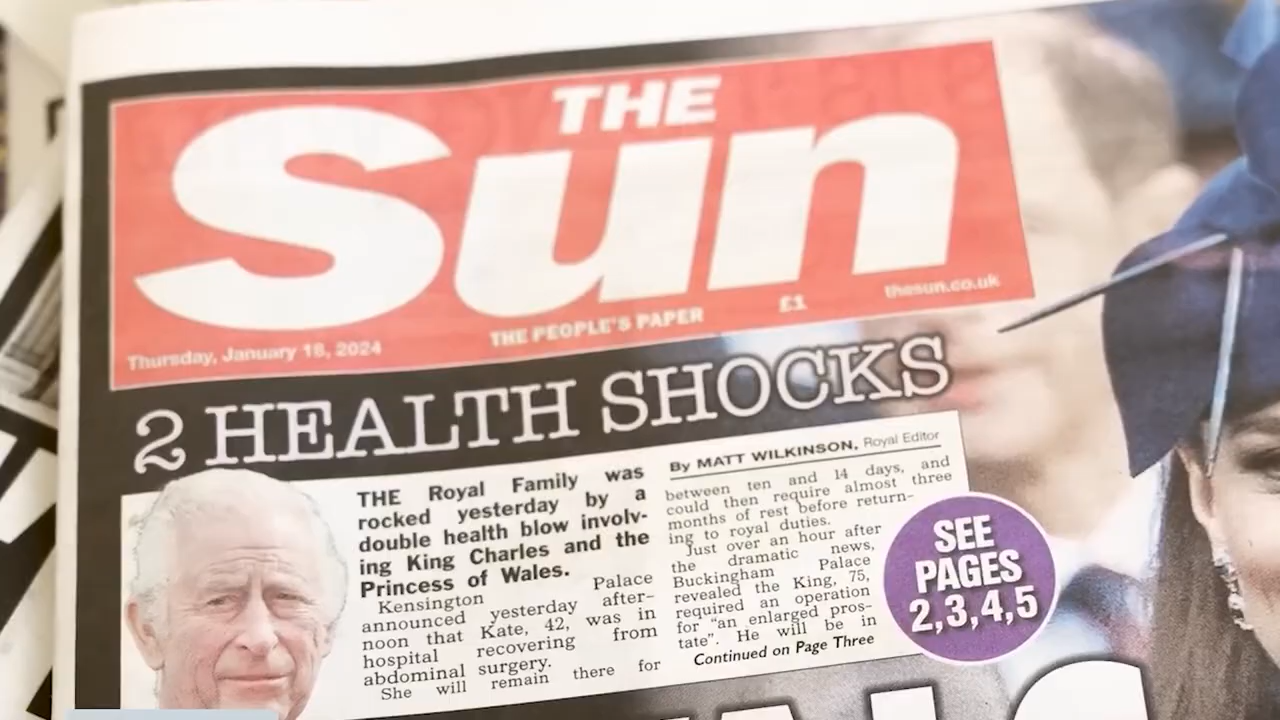 THE
Sun
Thursday, January 18, 2024
THE PEOPLE'S PAPER
£1
thesun.co.uk
2 HEALTH SHOCKS
THE Royal Family was
rocked yesterday by a
double health blow involv-
ing King Charles and the
Princess of Wales.
Kensington Palace
announced yesterday after-
noon that Kate, 42, was in
hospital recovering from
abdominal surgery.
She will remain there for
By MATT WILKINSON, Royal Editor
between ten and 14 days, and
could then require almost three
months of rest before return-
ing to royal duties.
Just over an hour after
the dramatic news,
Buckingham Palace
revealed the King, 75,
required an operation
for "an enlarged pros-
tate". He will be in
Continued on Page Three
SEE
PAGES
2,3,4,5